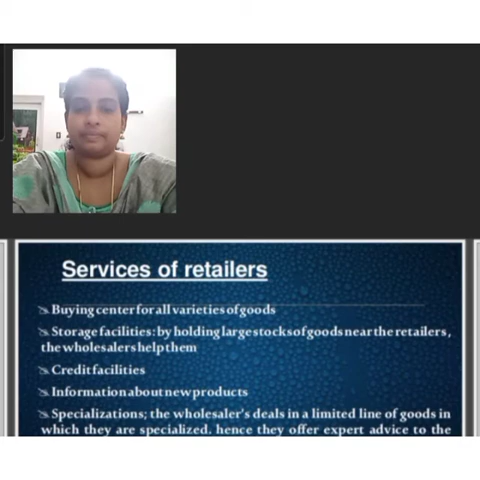 Services of retailers
Buying center for all varieties of goods
Storage facilities: by holding large stocks of goods near the retailers,
the wholesalers help them
Credit facilities
Information about new products
Specializations; the wholesaler's deals in a limited line of goods in
which they are specialized. hence they offer expert advice to the